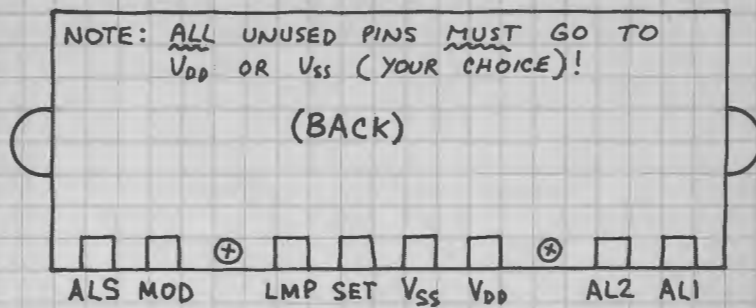 NOTE: ALL UNUSED PINS MUST GO TO
VDD OR VSS (YOUR CHOICE)!
(BACK)
ALS MOD LMP SET VSS VDD AL2 AL1